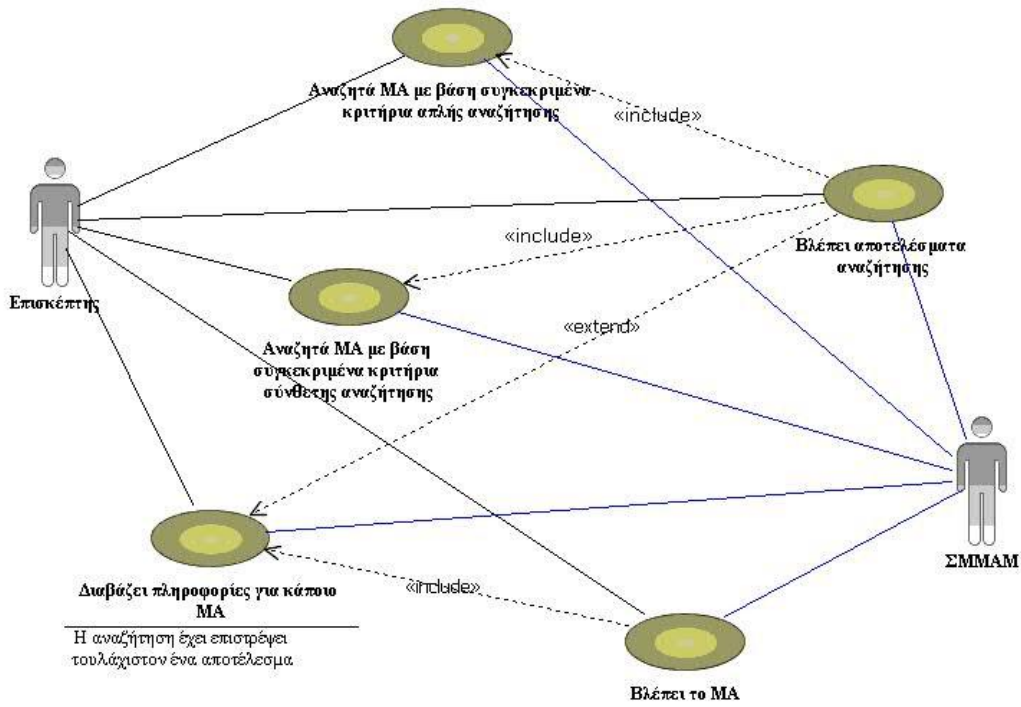 Αναζητά ΜΑ με βάση συγκεκριμένα
κριτήρια απλής αναζήτησης
«include»
Επισκέπτης
«include»
Βλέπει αποτελέσματα
αναζήτησης
Αναζητά ΜΑ με βάση
συγκεκριμένα κριτήρια
σύνθετης αναζήτησης
«extend»
ΣΜΜΑΜ
Διαβάζει πληροφορίες για κάποιο
ΜΑ
Η αναζήτηση έχει επιστρέψει
τουλάχιστον ένα αποτέλεσμα
«include»
Βλέπει το ΜΑ